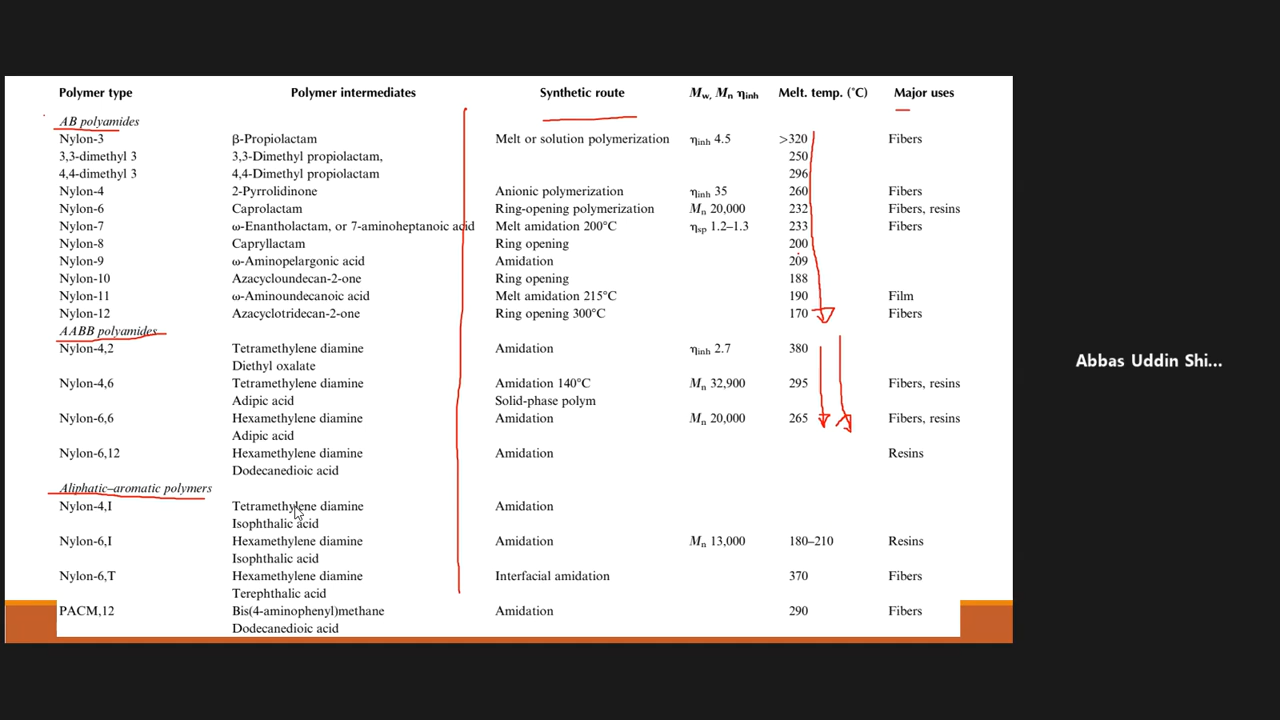 Polymer type Polymer intermediates Synthetic route Mw, Mn ηinh Melt. temp. (°C) Major uses
AB polyamides
Nylon-3 β-Propiolactam Melt or solution polymerization ηinh 4.5 >320 Fibers
3,3-dimethyl 3 3,3-Dimethyl propiolactam, 250
4,4-dimethyl 3 4,4-Dimethyl propiolactam 296
Nylon-4 2-Pyrrolidinone Anionic polymerization ηinh 35 260 Fibers
Nylon-6 Caprolactam Ring-opening polymerization Mn 20,000 232 Fibers, resins
Nylon-7 ω-Enantholactam, or 7-aminoheptanoic acid Melt amidation 200°C ηsp 1.2–1.3 233 Fibers
Nylon-8 Capryllactam Ring opening 200
Nylon-9 ω-Aminopelargonic acid Amidation 209
Nylon-10 Azacycloundecan-2-one Ring opening 188
Nylon-11 ω-Aminoundecanoic acid Melt amidation 215°C 190 Film
Nylon-12 Azacyclotridecan-2-one Ring opening 300°C 170 Fibers
AABB polyamides
Nylon-4,2 Tetramethylene diamine Amidation ηinh 2.7 380
Diethyl oxalate
Nylon-4,6 Tetramethylene diamine Amidation 140°C Mn 32,900 295 Fibers, resins
Adipic acid Solid-phase polym
Nylon-6,6 Hexamethylene diamine Amidation Mn 20,000 265 Fibers, resins
Adipic acid
Nylon-6,12 Hexamethylene diamine Amidation Resins
Dodecanedioic acid
Aliphatic–aromatic polymers
Nylon-4,I Tetramethylene diamine Amidation
Isophthalic acid
Nylon-6,I Hexamethylene diamine Amidation Mn 13,000 180–210 Resins
Isophthalic acid
Nylon-6,T Hexamethylene diamine Interfacial amidation 370 Fibers
Terephthalic acid
PACM,12 Bis(4-aminophenyl)methane Amidation 290 Fibers
Dodecanedioic acid
Abbas Uddin Shi...